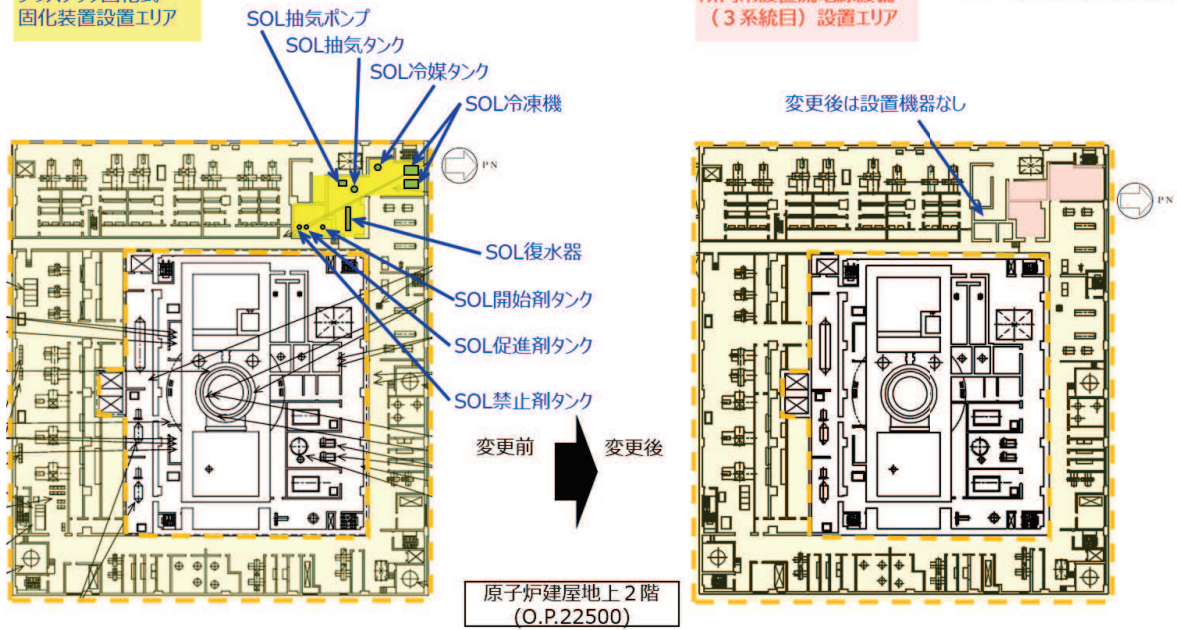 固化装置設置エリア
（３系統目）設置エリア
SOL抽気ポンプ
SOL抽気タンク
SOL冷媒タンク
SOL冷凍機
変更後は設置機器なし
PN
PN
SOL復水器
SOL開始剤タンク
SOL促進剤タンク
SOL禁止剤タンク
変更前
変更後
原子炉建屋地上２階
(O.P.22500)